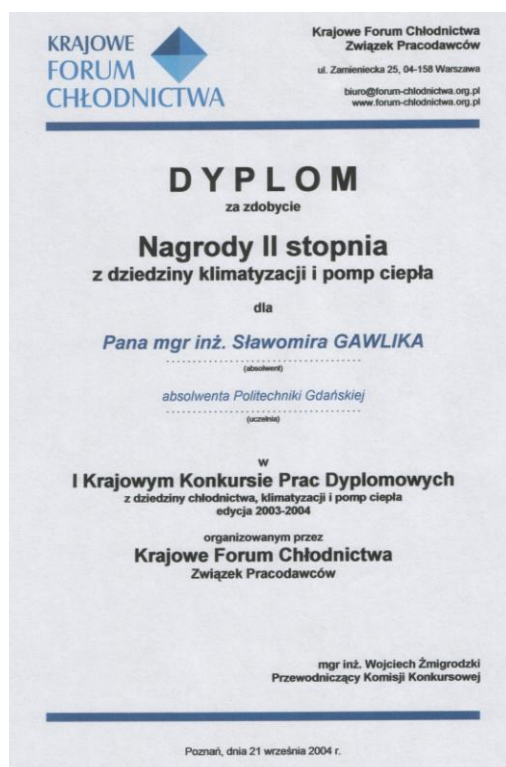 KRAJOWE
FORUM
CHŁODNICTWA
Krajowe Forum Chłodnictwa
Związek Pracodawców
ul. Zamieniecka 25, 04-158 Warszawa
biuro@forum-chlodnictwa.org.pl
www.forum-chlodnictwa.org.pl
DYPLOM
za zdobycie
Nagrody II stopnia
z dziedziny klimatyzacji i pomp ciepła
dla
Pana mgr inż. Sławomira GAWLIKA
(absolwent)
absolwenta Politechniki Gdańskiej
(uczelnia)
w
I Krajowym Konkursie Prac Dyplomowych
z dziedziny chłodnictwa, klimatyzacji i pomp ciepła
edycja 2003-2004
organizowanym przez
Krajowe Forum Chłodnictwa
Związek Pracodawców
mgr inż. Wojciech Żmigrodzki
Przewodniczący Komisji Konkursowej
Poznań, dnia 21 września 2004 r.